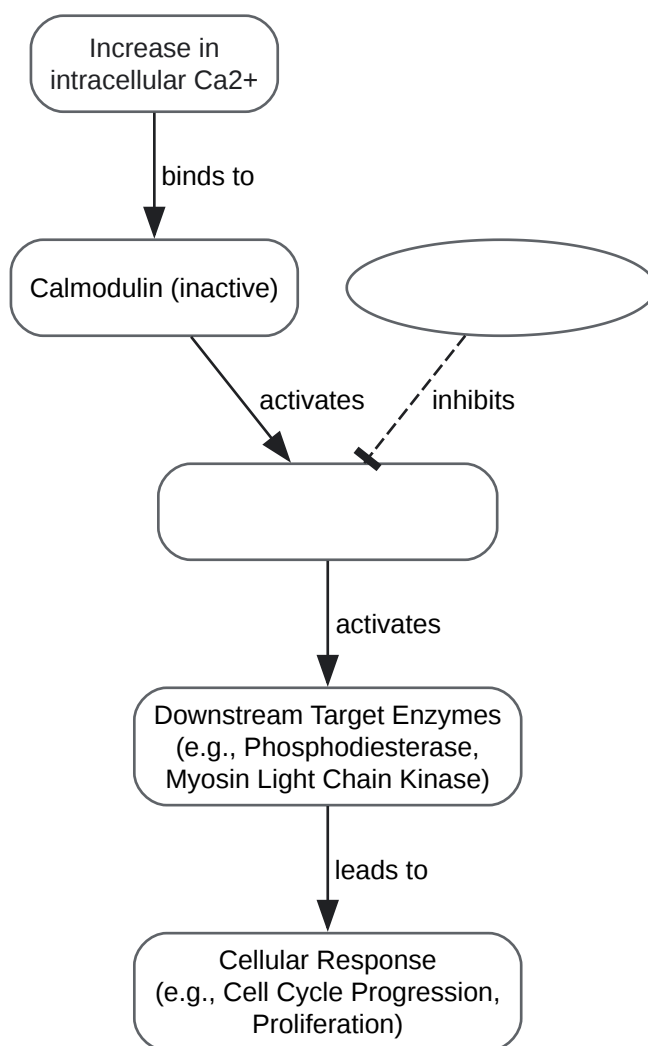 Increase in
intracellular Ca2+
binds to
Calmodulin (inactive)
activates
inhibits
activates
Downstream Target Enzymes
(e.g., Phosphodiesterase,
Myosin Light Chain Kinase)
leads to
Cellular Response
(e.g., Cell Cycle Progression,
Proliferation)